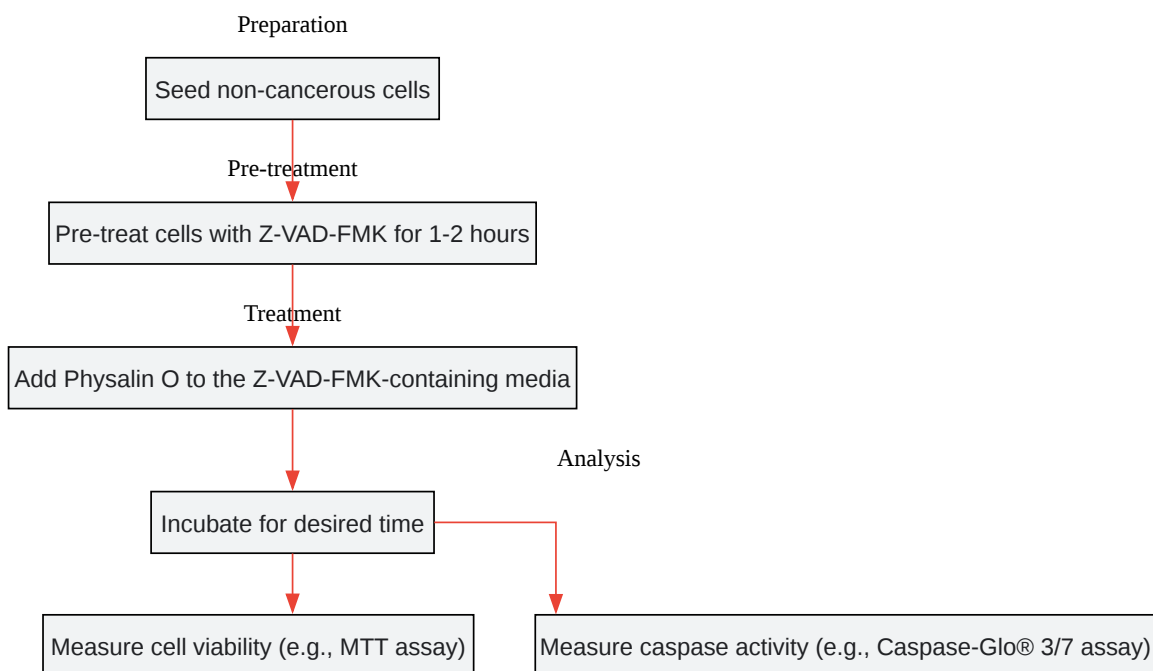 Preparation
Seed non-cancerous cells
Pre-treatment
Pre-treat cells with Z-VAD-FMK for 1-2 hours
Treatment
Add Physalin O to the Z-VAD-FMK-containing media
Analysis
Incubate for desired time
Measure cell viability (e.g., MTT assay)
Measure caspase activity (e.g., Caspase-Glo® 3/7 assay)